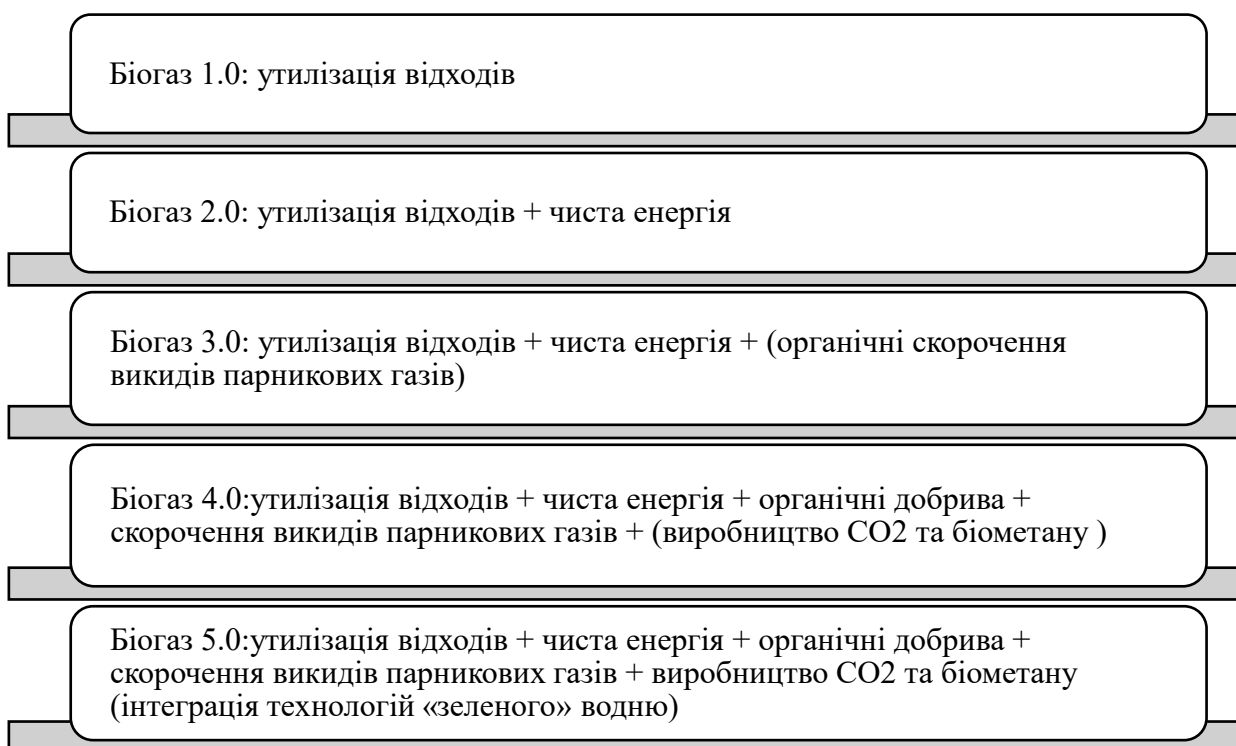 Біогаз 1.0: утилізація відходів
Біогаз 2.0: утилізація відходів + чиста енергія
Біогаз 3.0: утилізація відходів + чиста енергія + (органічні скорочення
викидів парникових газів)
Біогаз 4.0:утилізація відходів + чиста енергія + органічні добрива +
скорочення викидів парникових газів + (виробництво СО2 та біометану )
Біогаз 5.0:утилізація відходів + чиста енергія + органічні добрива +
скорочення викидів парникових газів + виробництво СО2 та біометану
(інтеграція технологій «зеленого» водню)